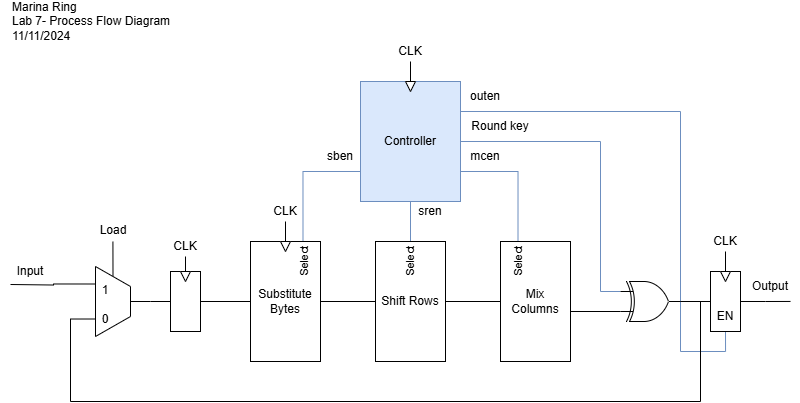 Marina Ring
Lab 7- Process Flow Diagram
11/11/2024
CLK
outen
Round key
Controller
sben
mcen
sren
CLK
Load
CLK
Select
Select
Select
CLK
Input
1
Substitute
Bytes
Shift Rows
Mix
Columns
Output
0
EN